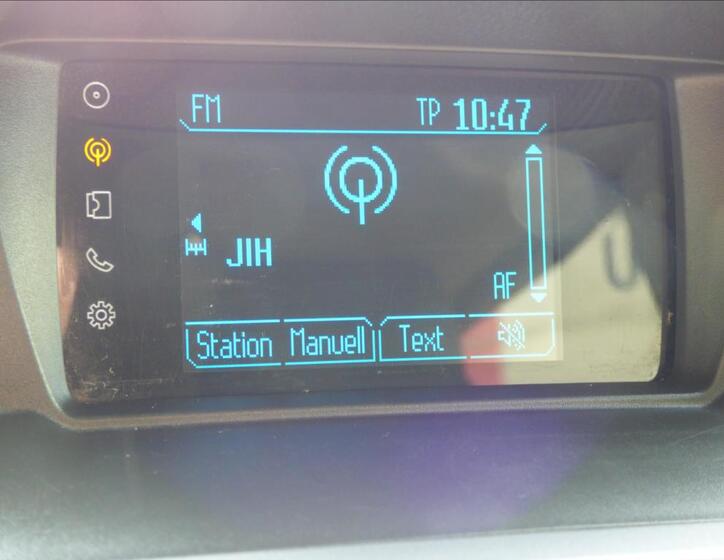 FM TP 10:47
JIH
AF
Station Manuell Text